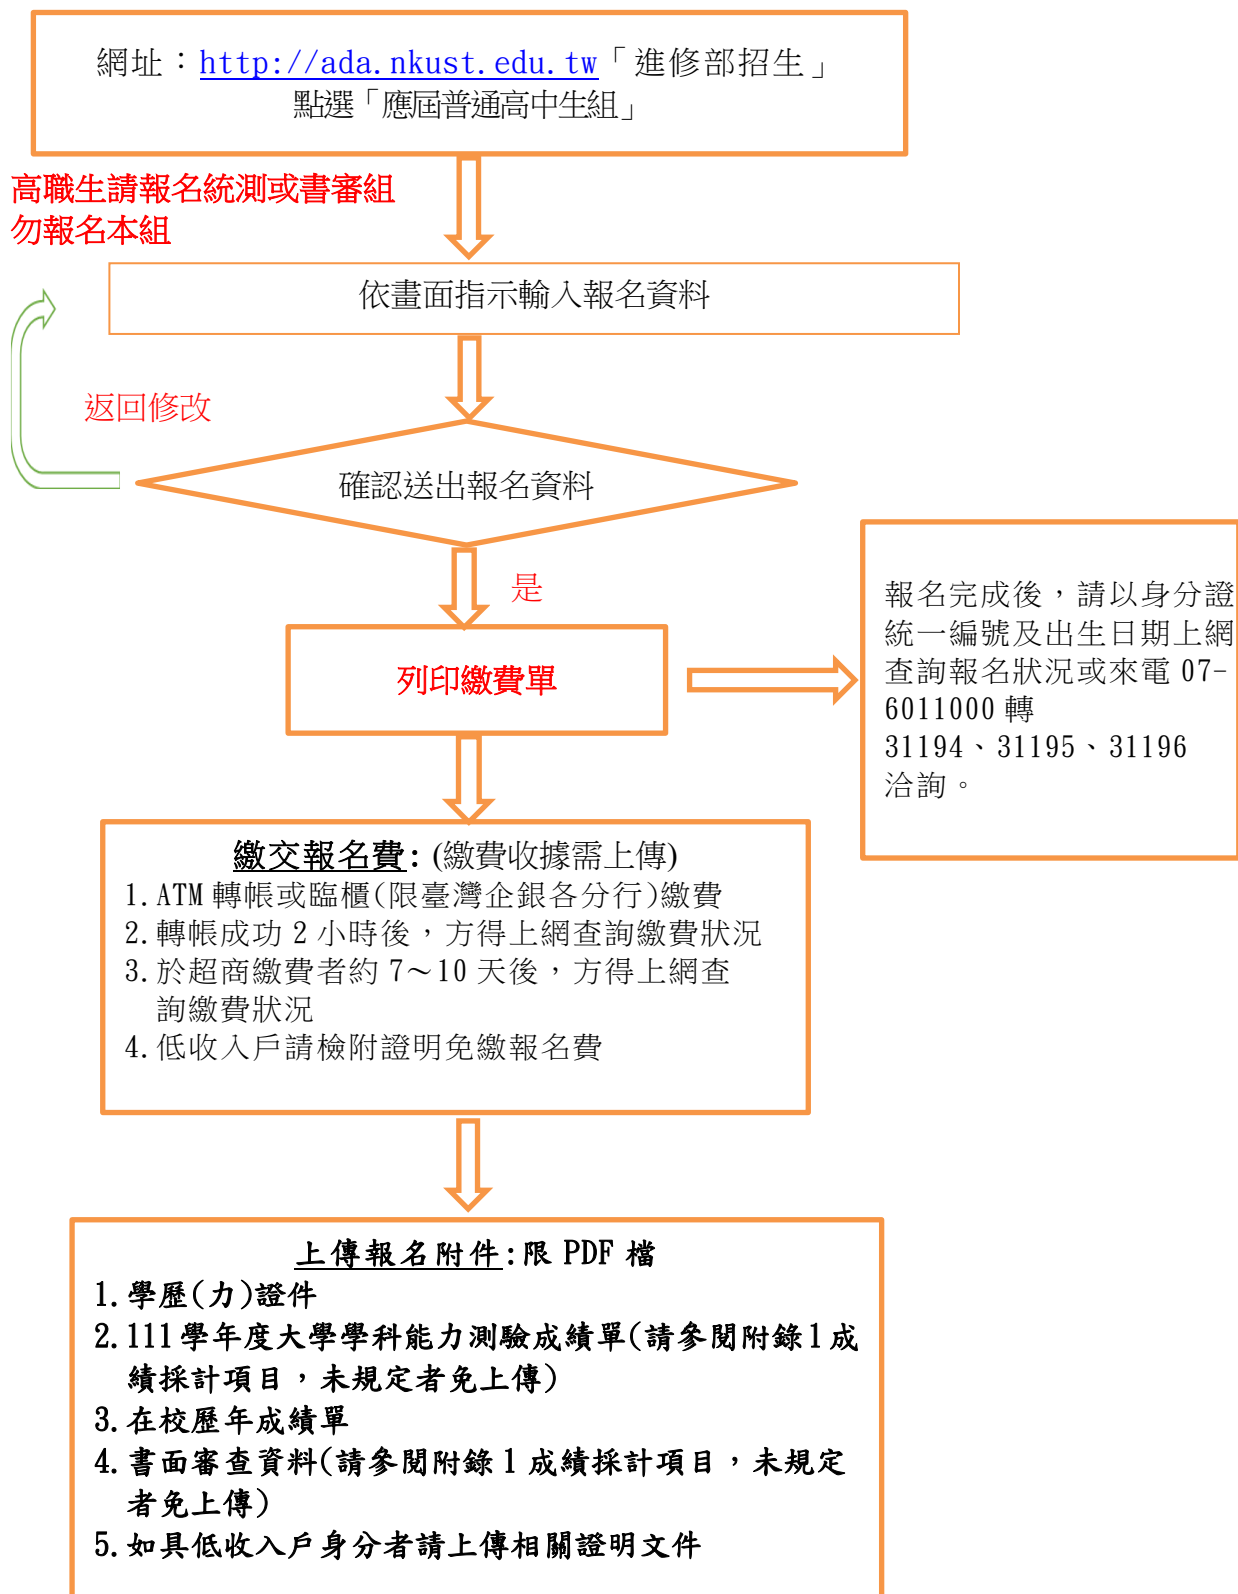 網址：http://ada.nkust.edu.tw「進修部招生」
點選「應屆普通高中生組」
高職生請報名統測或書審組
勿報名本組
依畫面指示輸入報名資料
返回修改
確認送出報名資料
是
列印繳費單
報名完成後，請以身分證
統一編號及出生日期上網
查詢報名狀況或來電 07-
6011000 轉
31194、31195、31196
洽詢。
繳交報名費：(繳費收據需上傳)
1.ATM 轉帳或臨櫃(限臺灣企銀各分行)繳費
2.轉帳成功 2 小時後，方得上網查詢繳費狀況
3.於超商繳費者約 7～10 天後，方得上網查
詢繳費狀況
4.低收入戶請檢附證明免繳報名費
上傳報名附件:限 PDF 檔
1.學歷(力)證件
2.111 學年度大學學科能力測驗成績單(請參閱附錄 1 成
績採計項目，未規定者免上傳)
3.在校歷年成績單
4.書面審查資料(請參閱附錄 1 成績採計項目，未規定
者免上傳)
5.如具低收入戶身分者請上傳相關證明文件